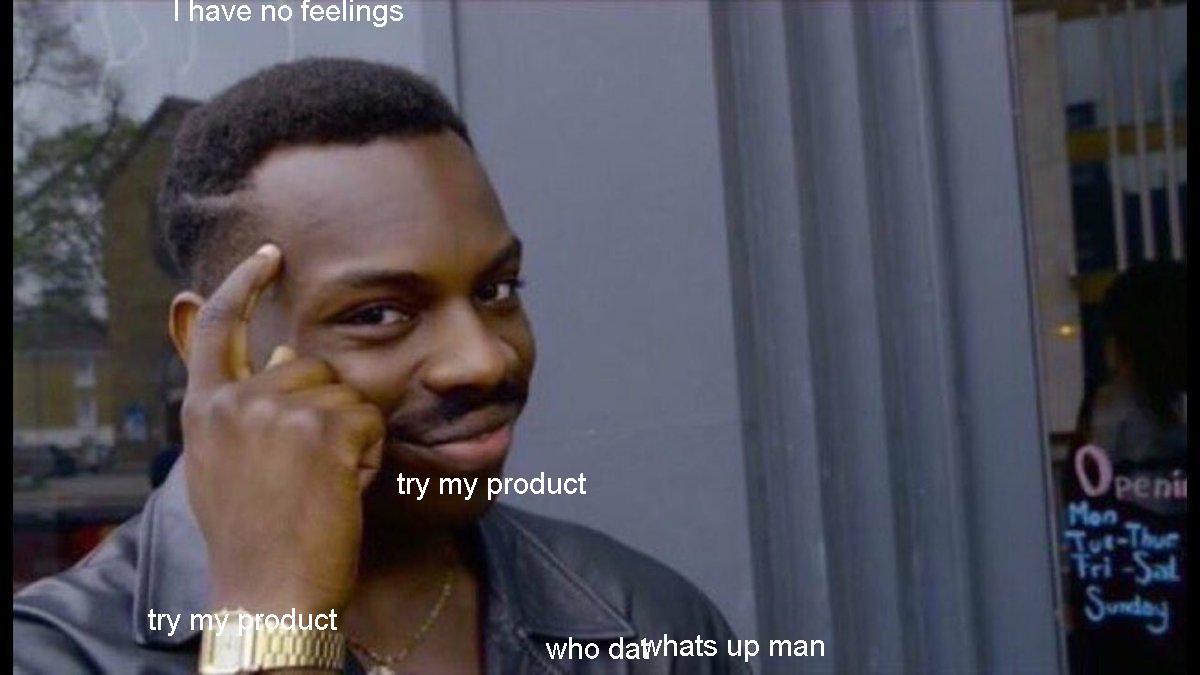 I have no feelings
try my product
Openi
Mon
Tue-Thur
Fri -Sat
Sunday
try my product
who dat
whats up man